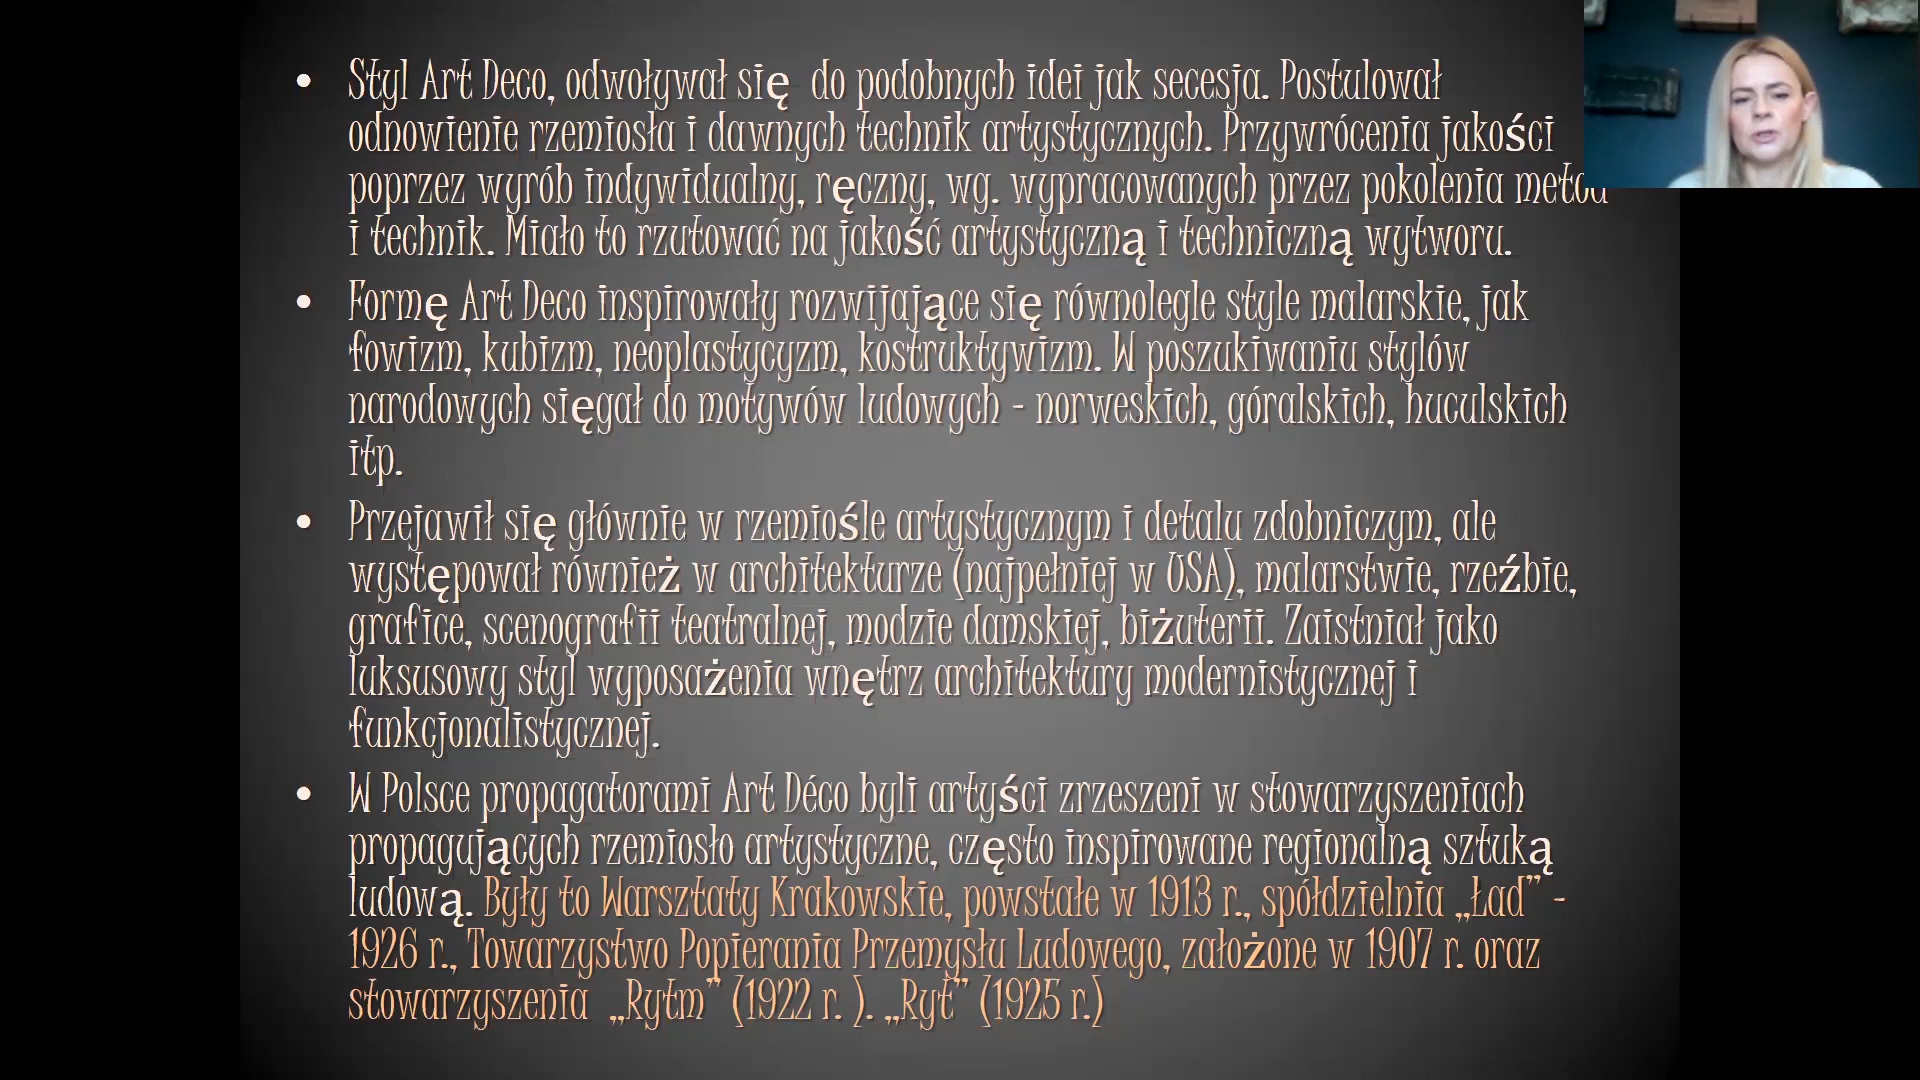 • Styl Art Deco, odwoływał się do podobnych idei jak secesja. Postulował
odnowienie rzemiosła i dawnych technik artystycznych. Przywrócenia jakości
poprzez wyrób indywidualny, ręczny, wg. wypracowanych przez pokolenia metod
i technik. Miało to rzutować na jakość artystyczną i techniczną wytworu.
• Formę Art Deco inspirowały rozwijające się równolegle style malarskie, jak
fowizm, kubizm, neoplastycyzm, kostruktywizm. W poszukiwaniu stylów
narodowych sięgał do motywów ludowych - norweskich, góralskich, huculskich
itp.
• Przejawił się głównie w rzemiośle artystycznym i detalu zdobniczym, ale
występował również w architekturze (najpełniej w USA), malarstwie, rzeźbie,
grafice, scenografii teatralnej, modzie damskiej, biżuterii. Zaistniał jako
luksusowy styl wyposażenia wnętrz architektury modernistycznej i
funkcjonalistycznej.
• W Polsce propagatorami Art Déco byli artyści zrzeszeni w stowarzyszeniach
propagujących rzemiosło artystyczne, często inspirowane regionalną sztuką
ludową. Były to Warsztaty Krakowskie, powstałe w 1913 r., spółdzielnia „Ład” -
1926 r., Towarzystwo Popierania Przemysłu Ludowego, założone w 1907 r. oraz
stowarzyszenia „Rytm” (1922 r. ). „Ryt” (1925 r.)